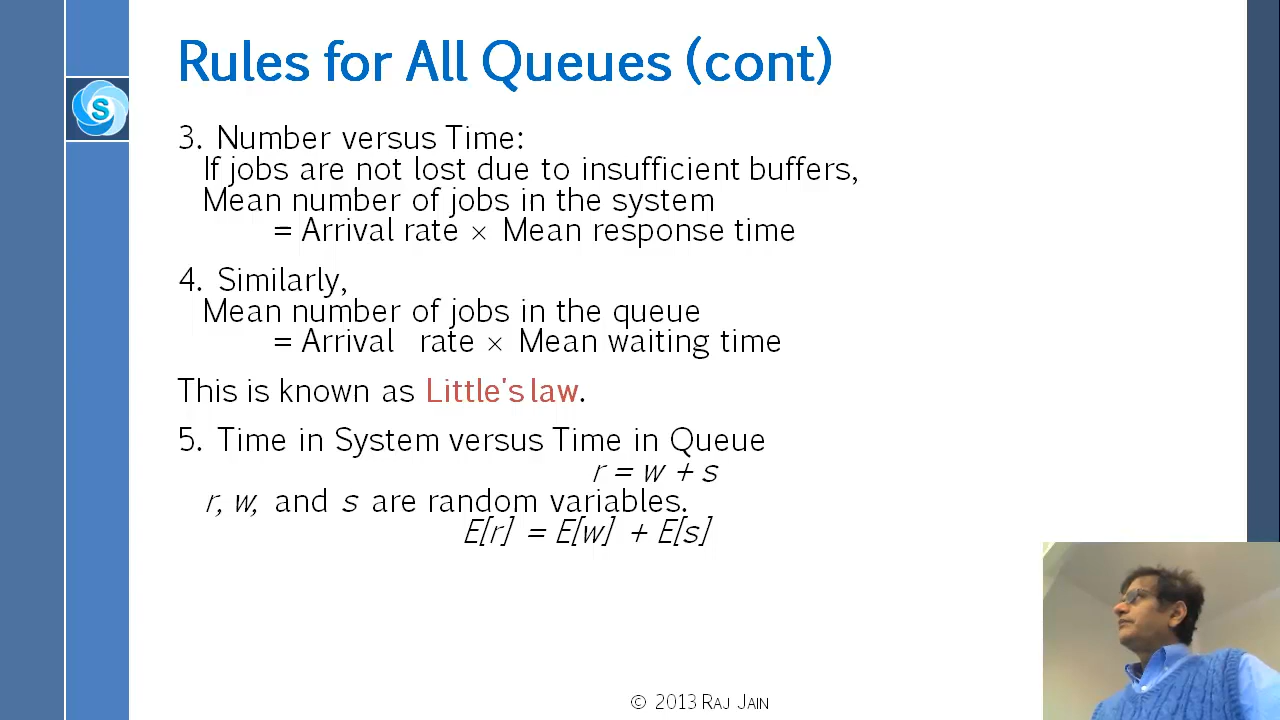 Rules for All Queues (cont)
S
3. Number versus Time:
If jobs are not lost due to insufficient buffers,
Mean number of jobs in the system
= Arrival rate × Mean response time
4. Similarly,
Mean number of jobs in the queue
= Arrival rate × Mean waiting time
This is known as Little's law.
5. Time in System versus Time in Queue
r = w + s
r, w, and s are random variables.
E[r] = E[w] + E[s]
© 2013 RAJ JAIN